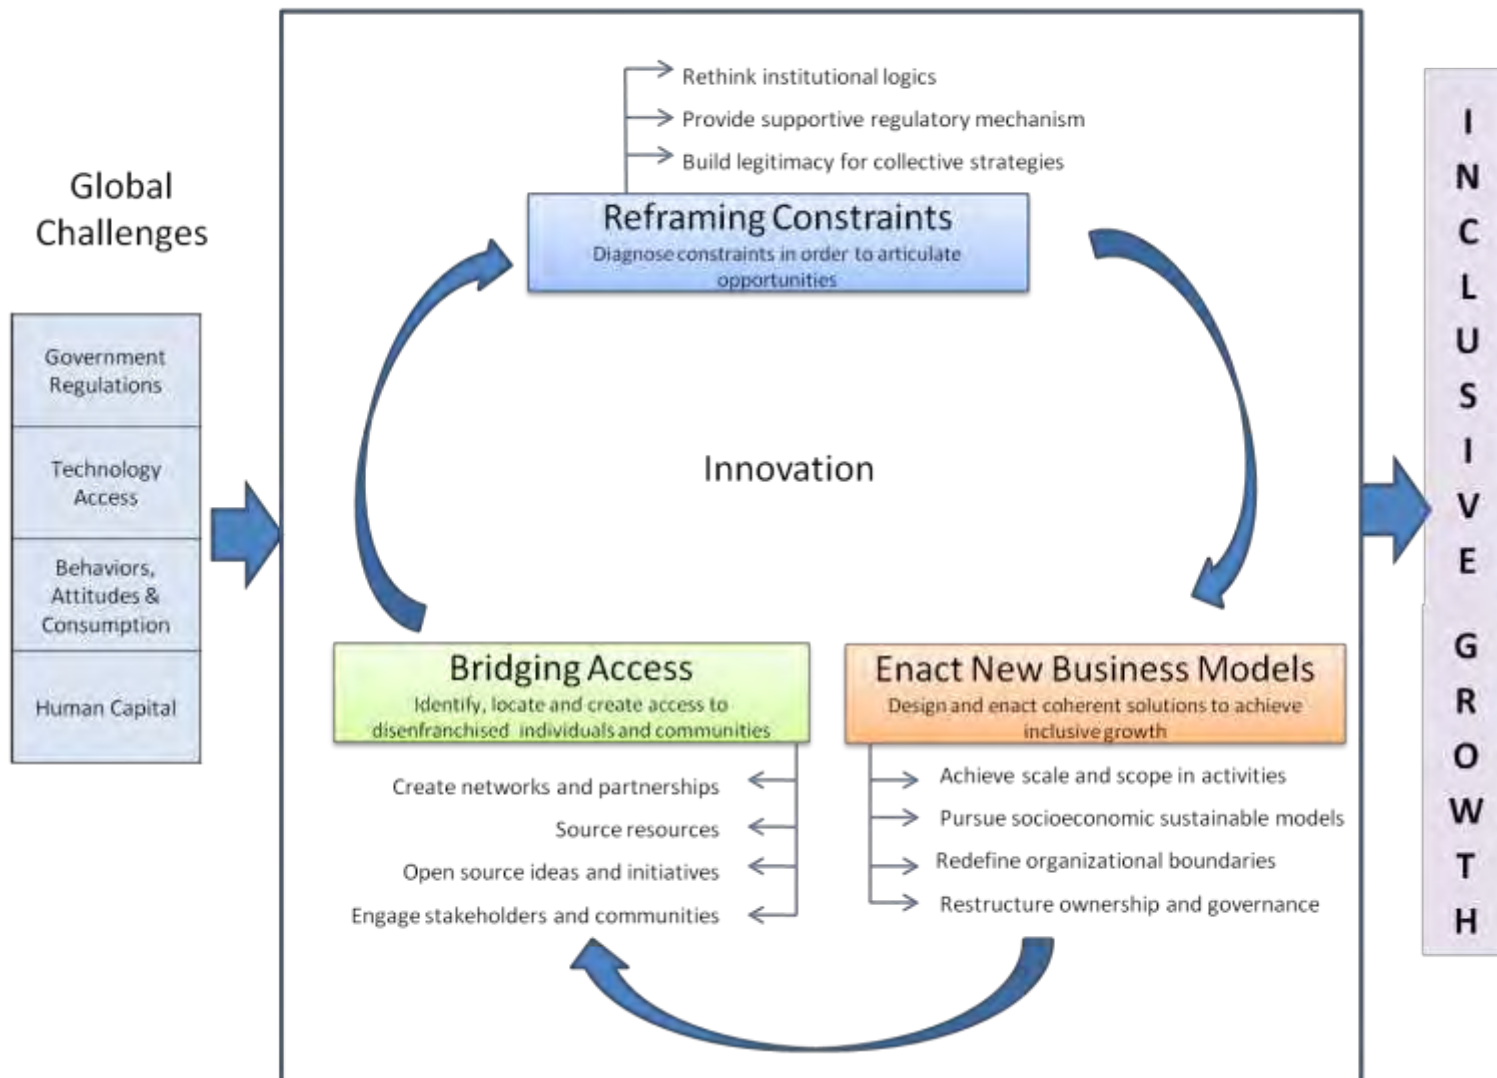 Global
Challenges
Government
Regulations
Technology
Access
Behaviors,
Attitudes &
Consumption
Human Capital
Rethink institutional logics
Provide supportive regulatory mechanism
Build legitimacy for collective strategies
Reframing Constraints
Diagnose constraints in order to articulate
opportunities
Innovation
Bridging Access
Identify, locate and create access to
disenfranchised individuals and communities
Create networks and partnerships
Source resources
Open source ideas and initiatives
Engage stakeholders and communities
Enact New Business Models
Design and enact coherent solutions to achieve
inclusive growth
Achieve scale and scope in activities
Pursue socioeconomic sustainable models
Redefine organizational boundaries
Restructure ownership and governance
I
N
C
L
U
S
I
V
E
G
R
O
W
T
H